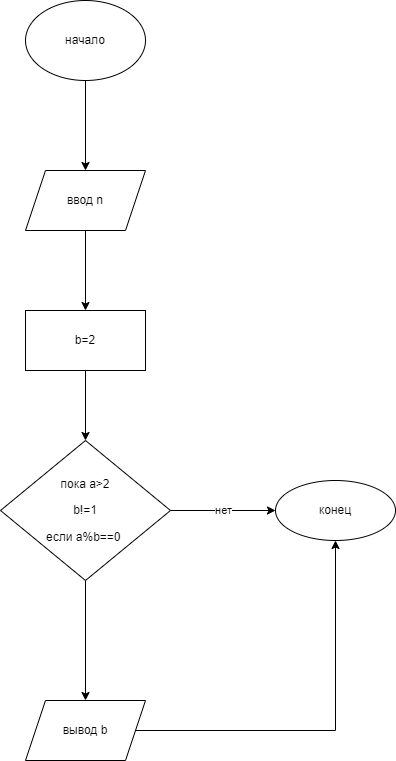 начало
ввод n
b=2
пока a>2
b!=1
если a%b==0
нет
конец
вывод b